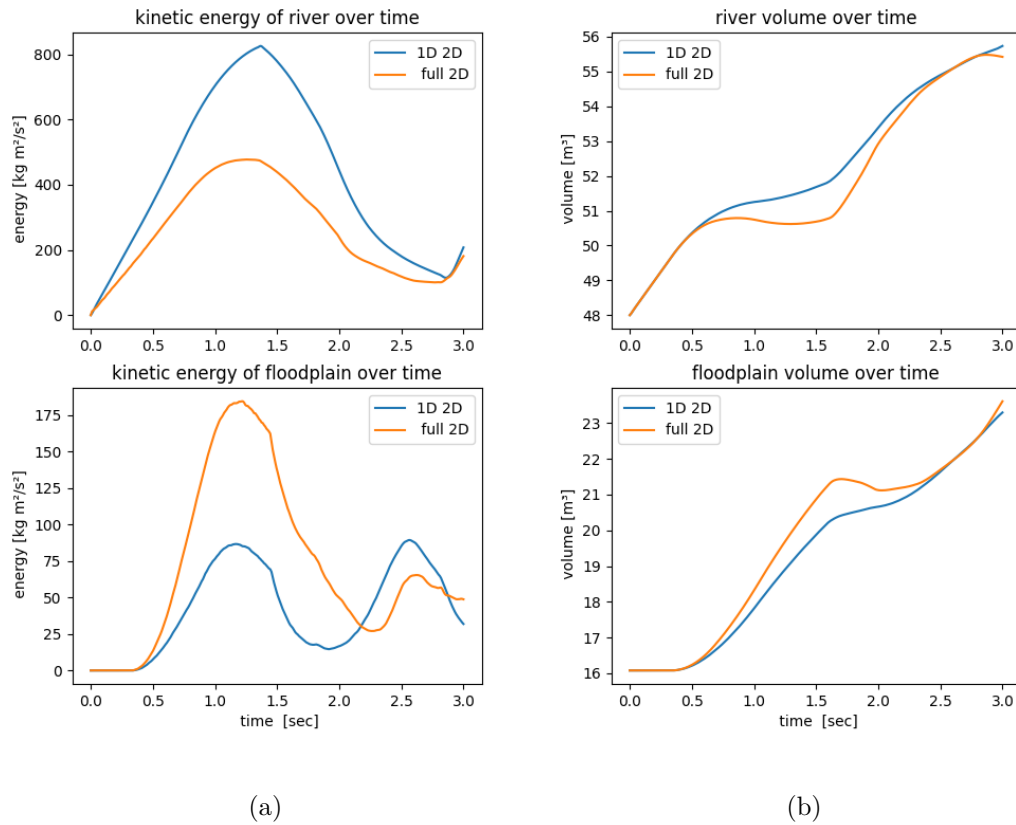 kinetic energy of river over time
energy [kg m²/s²]
800
600
400
200
0
1D 2D
full 2D
0.0 0.5 1.0 1.5 2.0 2.5 3.0
river volume over time
volume [m³]
56
55
54
53
52
51
50
49
48
1D 2D
full 2D
0.0 0.5 1.0 1.5 2.0 2.5 3.0
kinetic energy of floodplain over time
energy [kg m²/s²]
175
150
125
100
75
50
25
0
1D 2D
full 2D
0.0 0.5 1.0 1.5 2.0 2.5 3.0
time [sec]
floodplain volume over time
volume [m³]
23
22
21
20
19
18
17
16
1D 2D
full 2D
0.0 0.5 1.0 1.5 2.0 2.5 3.0
time [sec]
(a)
(b)